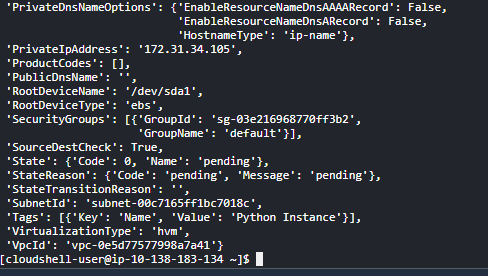 'PrivateDnsNameOptions': {'EnableResourceNameDnsAAAARecord': False,
'EnableResourceNameDnsARecord': False,
'HostnameType': 'ip-name'},
'PrivateIpAddress': '172.31.34.105',
'ProductCodes': [],
'PublicDnsName': '',
'RootDeviceName': '/dev/sda1',
'RootDeviceType': 'ebs',
'SecurityGroups': [{'GroupId': 'sg-03e216968770ff3b2',
'GroupName': 'default'}],
'SourceDestCheck': True,
'State': {'Code': 0, 'Name': 'pending'},
'StateReason': {'Code': 'pending', 'Message': 'pending'},
'StateTransitionReason': '',
'SubnetId': 'subnet-00c7165ff1bc7018c',
'Tags': [{'Key': 'Name', 'Value': 'Python Instance'}],
'VirtualizationType': 'hvm',
'VpcId': 'vpc-0e5d77577998a7a41'}
[cloudshell-user@ip-10-138-183-134 ~]$